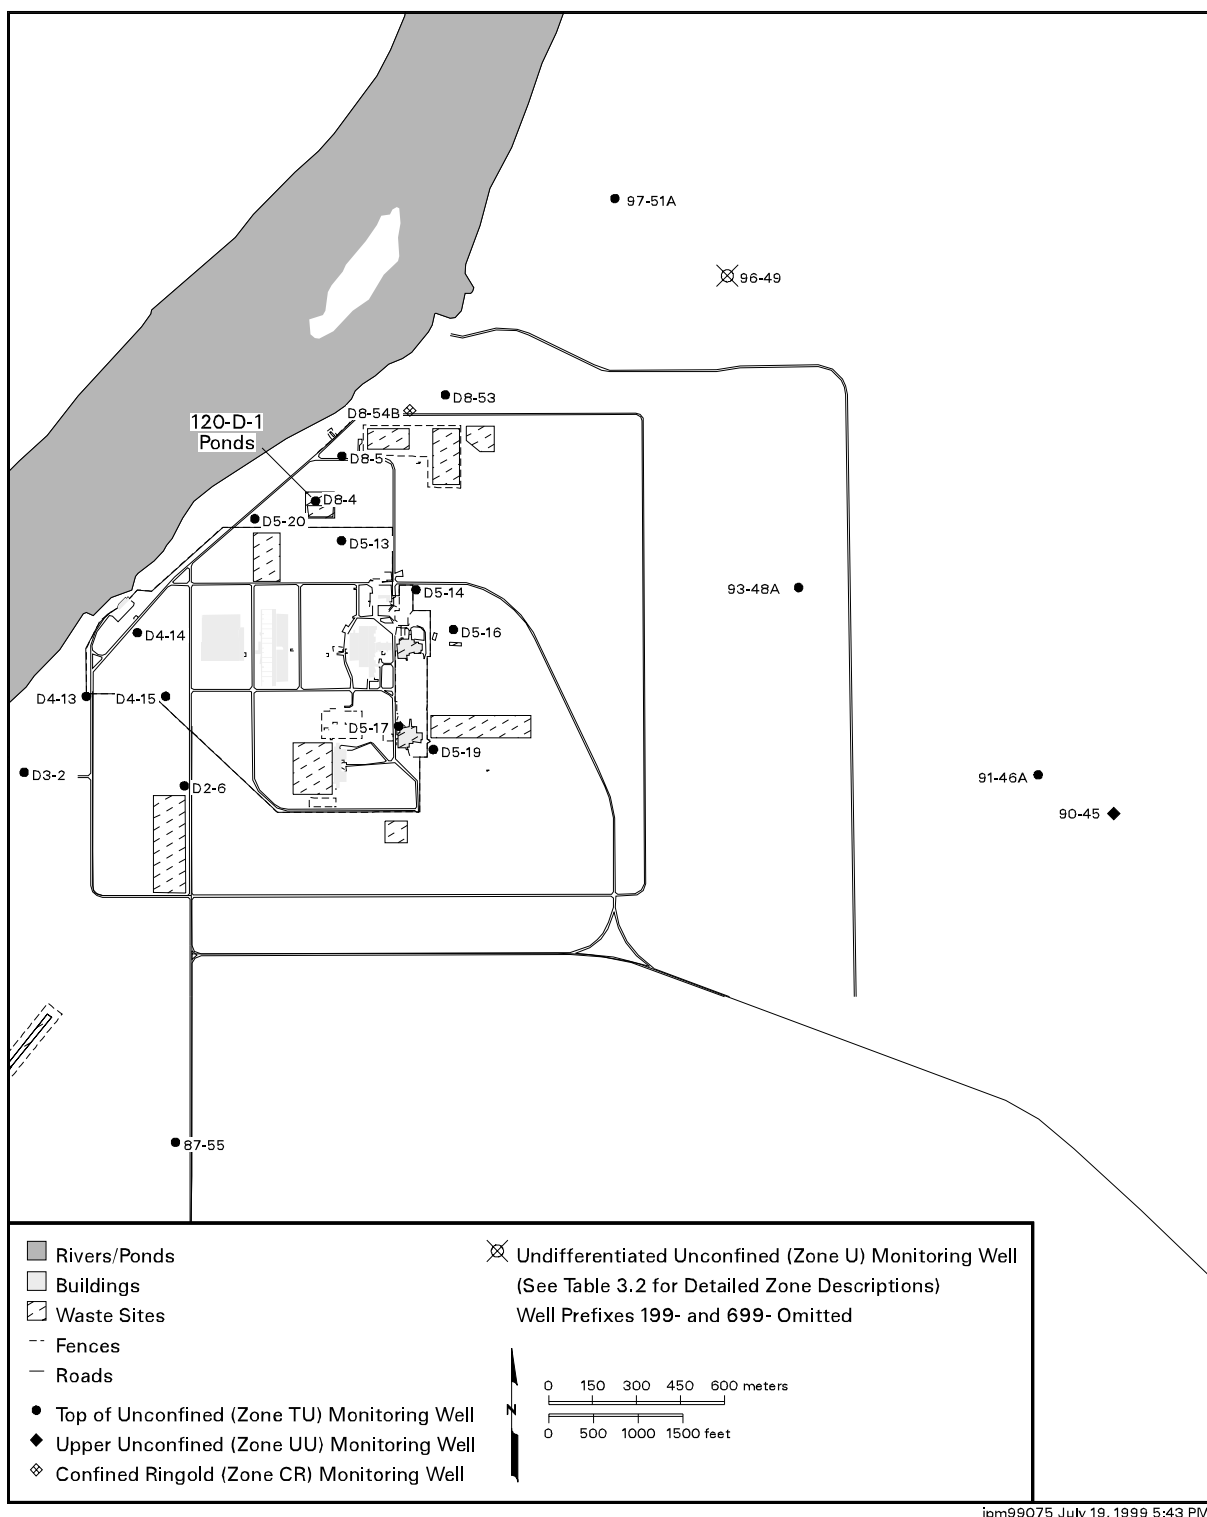 97-51A
96-49
D8-53
D8-54B
120-D-1
Ponds
D8-5
D8-4
D5-20
D5-13
93-48A
D5-14
D4-14
D5-16
D4-13
D4-15
D5-17
D5-19
D3-2
91-46A
D2-6
90-45
87-55
Rivers/Ponds
Buildings
Waste Sites
Fences
Roads
Top of Unconfined (Zone TU) Monitoring Well
Upper Unconfined (Zone UU) Monitoring Well
Confined Ringold (Zone CR) Monitoring Well
Undifferentiated Unconfined (Zone U) Monitoring Well
(See Table 3.2 for Detailed Zone Descriptions)
Well Prefixes 199- and 699- Omitted
N
0 150 300 450 600 meters
0 500 1000 1500 feet
jpm99075 July 19, 1999 5:43 PM